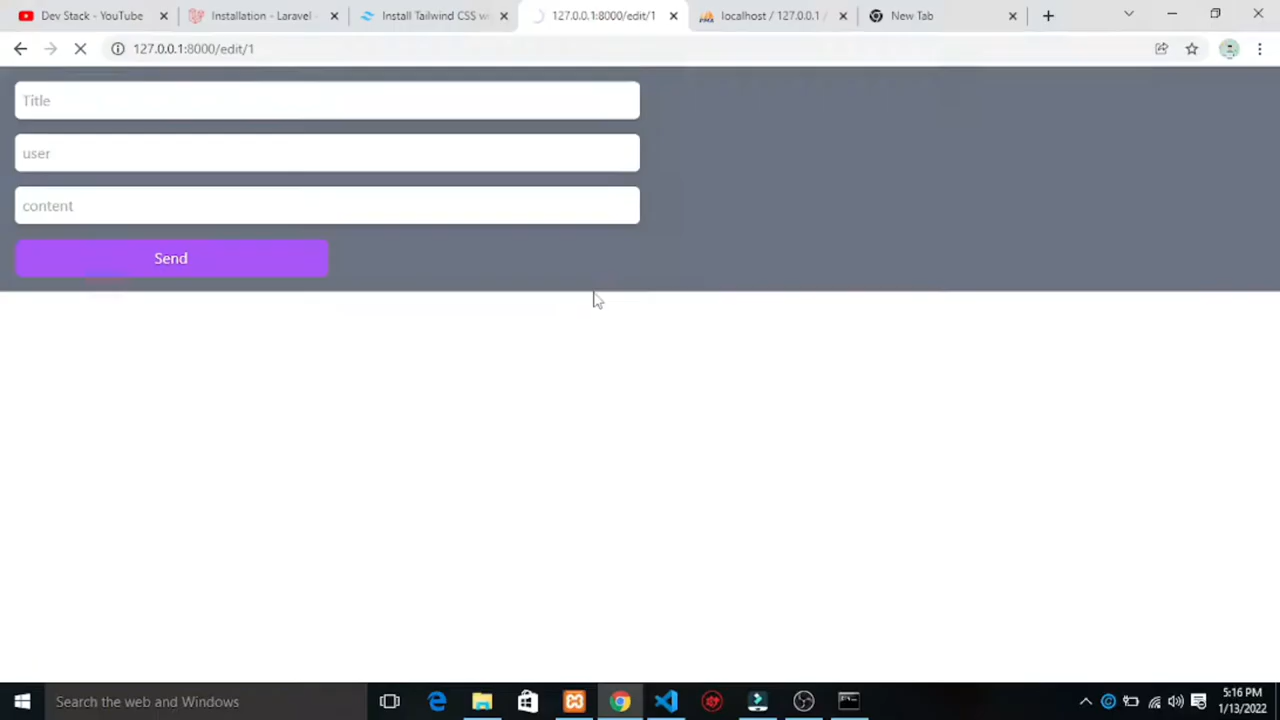 Dev Stack - YouTube
Installation - Laravel -
Install Tailwind CSS wi
127.0.0.1:8000/edit/1
localhost / 127.0.0.1 /
New Tab
127.0.0.1:8000/edit/1
Title
user
content
Send
Search the web and Windows
5:16 PM
1/13/2022